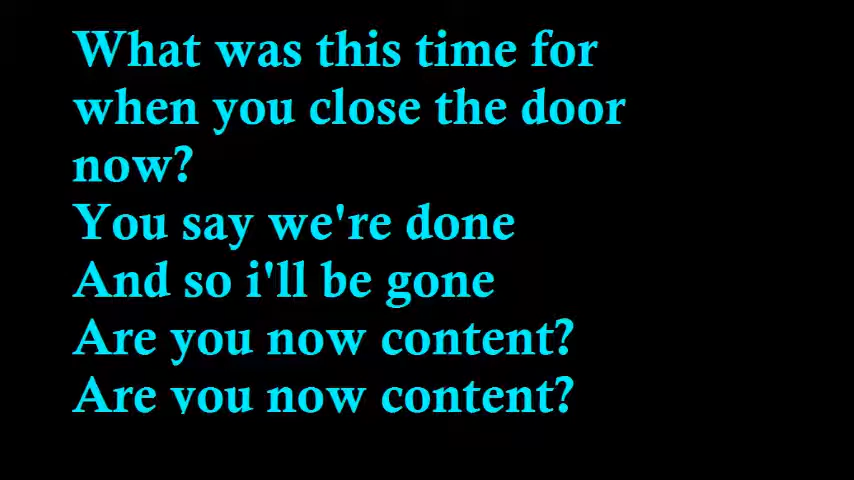 What was this time for
when you close the door
now?
You say we're done
And so i'll be gone
Are you now content?
Are you now content?